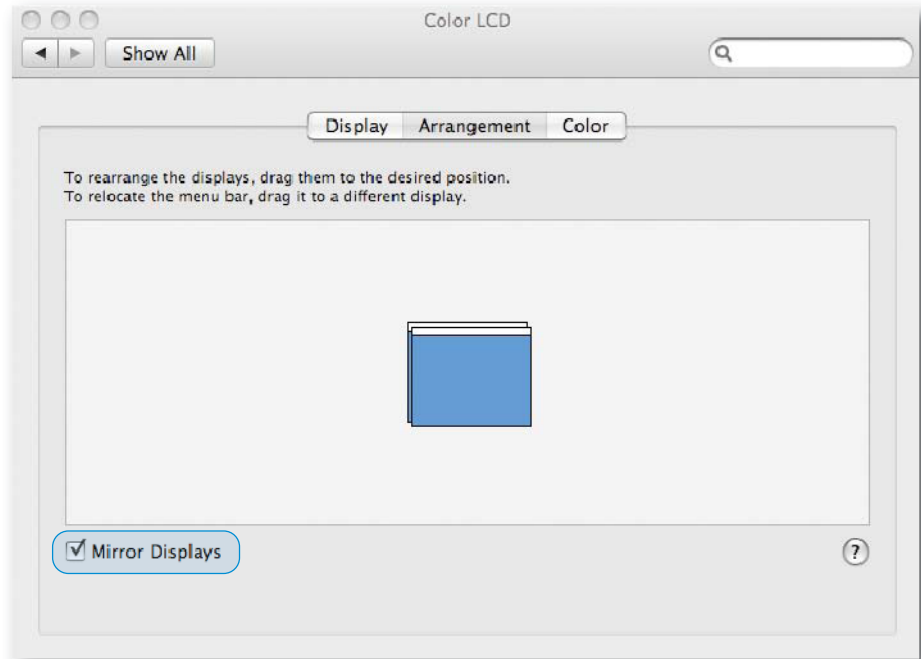 Color LCD
Show All
Display Arrangement Color
To rearrange the displays, drag them to the desired position.
To relocate the menu bar, drag it to a different display.
Mirror Displays
?